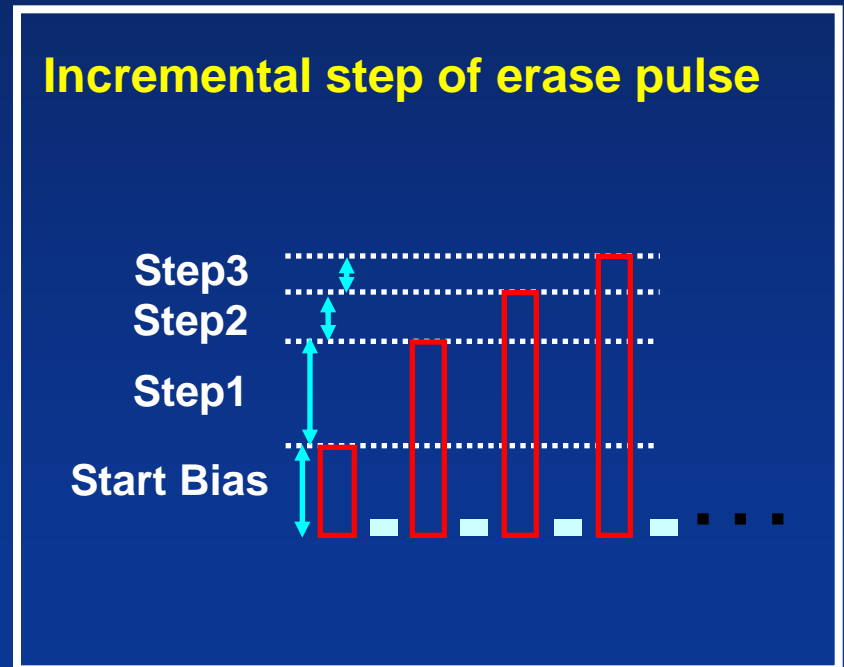 Incremental step of erase pulse
Step3
Step2
Step1
Start Bias
. . .